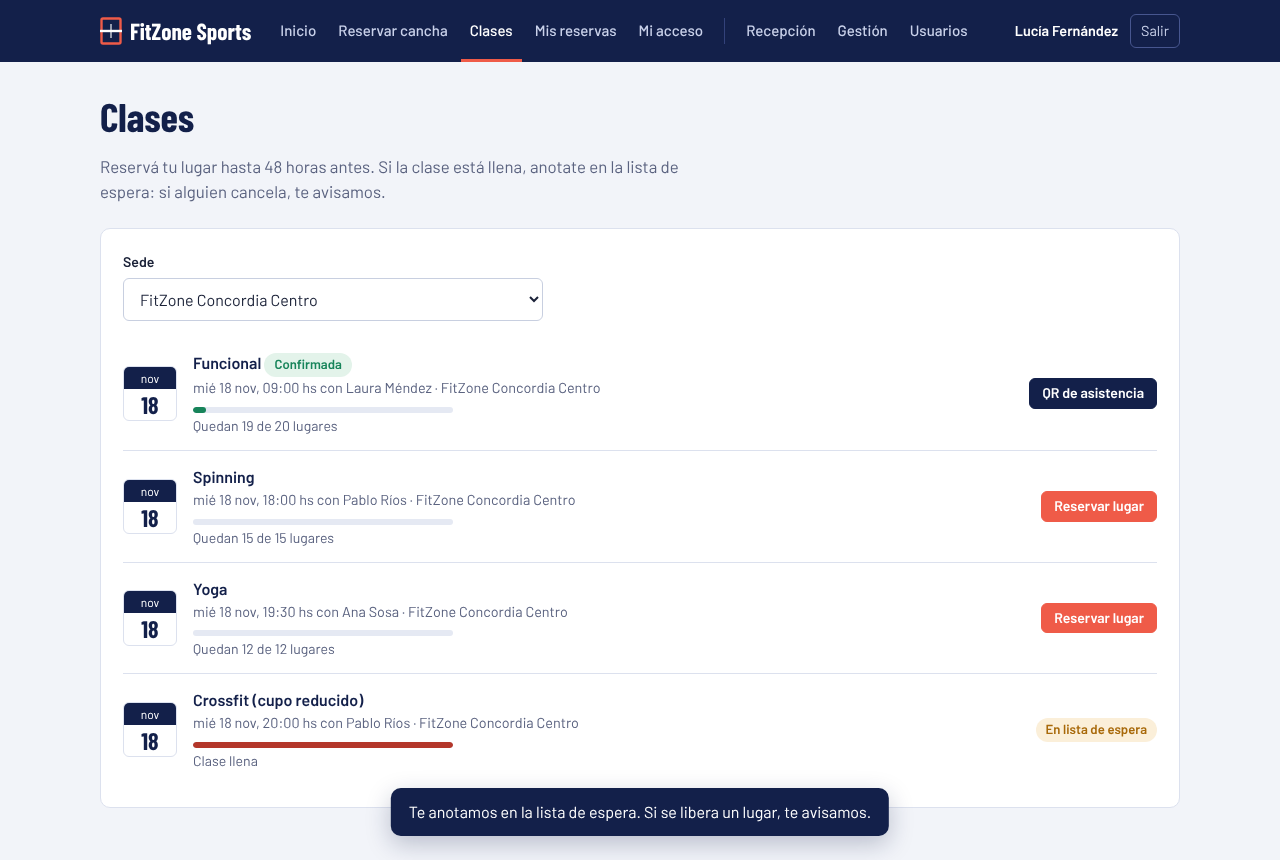 FitZone Sports
Inicio
Reservar cancha
Clases
Mis reservas
Mi acceso
Recepción
Gestión
Usuarios
Lucía Fernández
Salir
Clases
Reservá tu lugar hasta 48 horas antes. Si la clase está llena, anotate en la lista de
espera: si alguien cancela, te avisamos.
Sede
FitZone Concordia Centro
nov
18
Funcional Confirmada
mié 18 nov, 09:00 hs con Laura Méndez · FitZone Concordia Centro
Quedan 19 de 20 lugares
QR de asistencia
nov
18
Spinning
mié 18 nov, 18:00 hs con Pablo Ríos · FitZone Concordia Centro
Quedan 15 de 15 lugares
Reservar lugar
nov
18
Yoga
mié 18 nov, 19:30 hs con Ana Sosa · FitZone Concordia Centro
Quedan 12 de 12 lugares
Reservar lugar
nov
18
Crossfit (cupo reducido)
mié 18 nov, 20:00 hs con Pablo Ríos · FitZone Concordia Centro
Clase llena
En lista de espera
Te anotamos en la lista de espera. Si se libera un lugar, te avisamos.